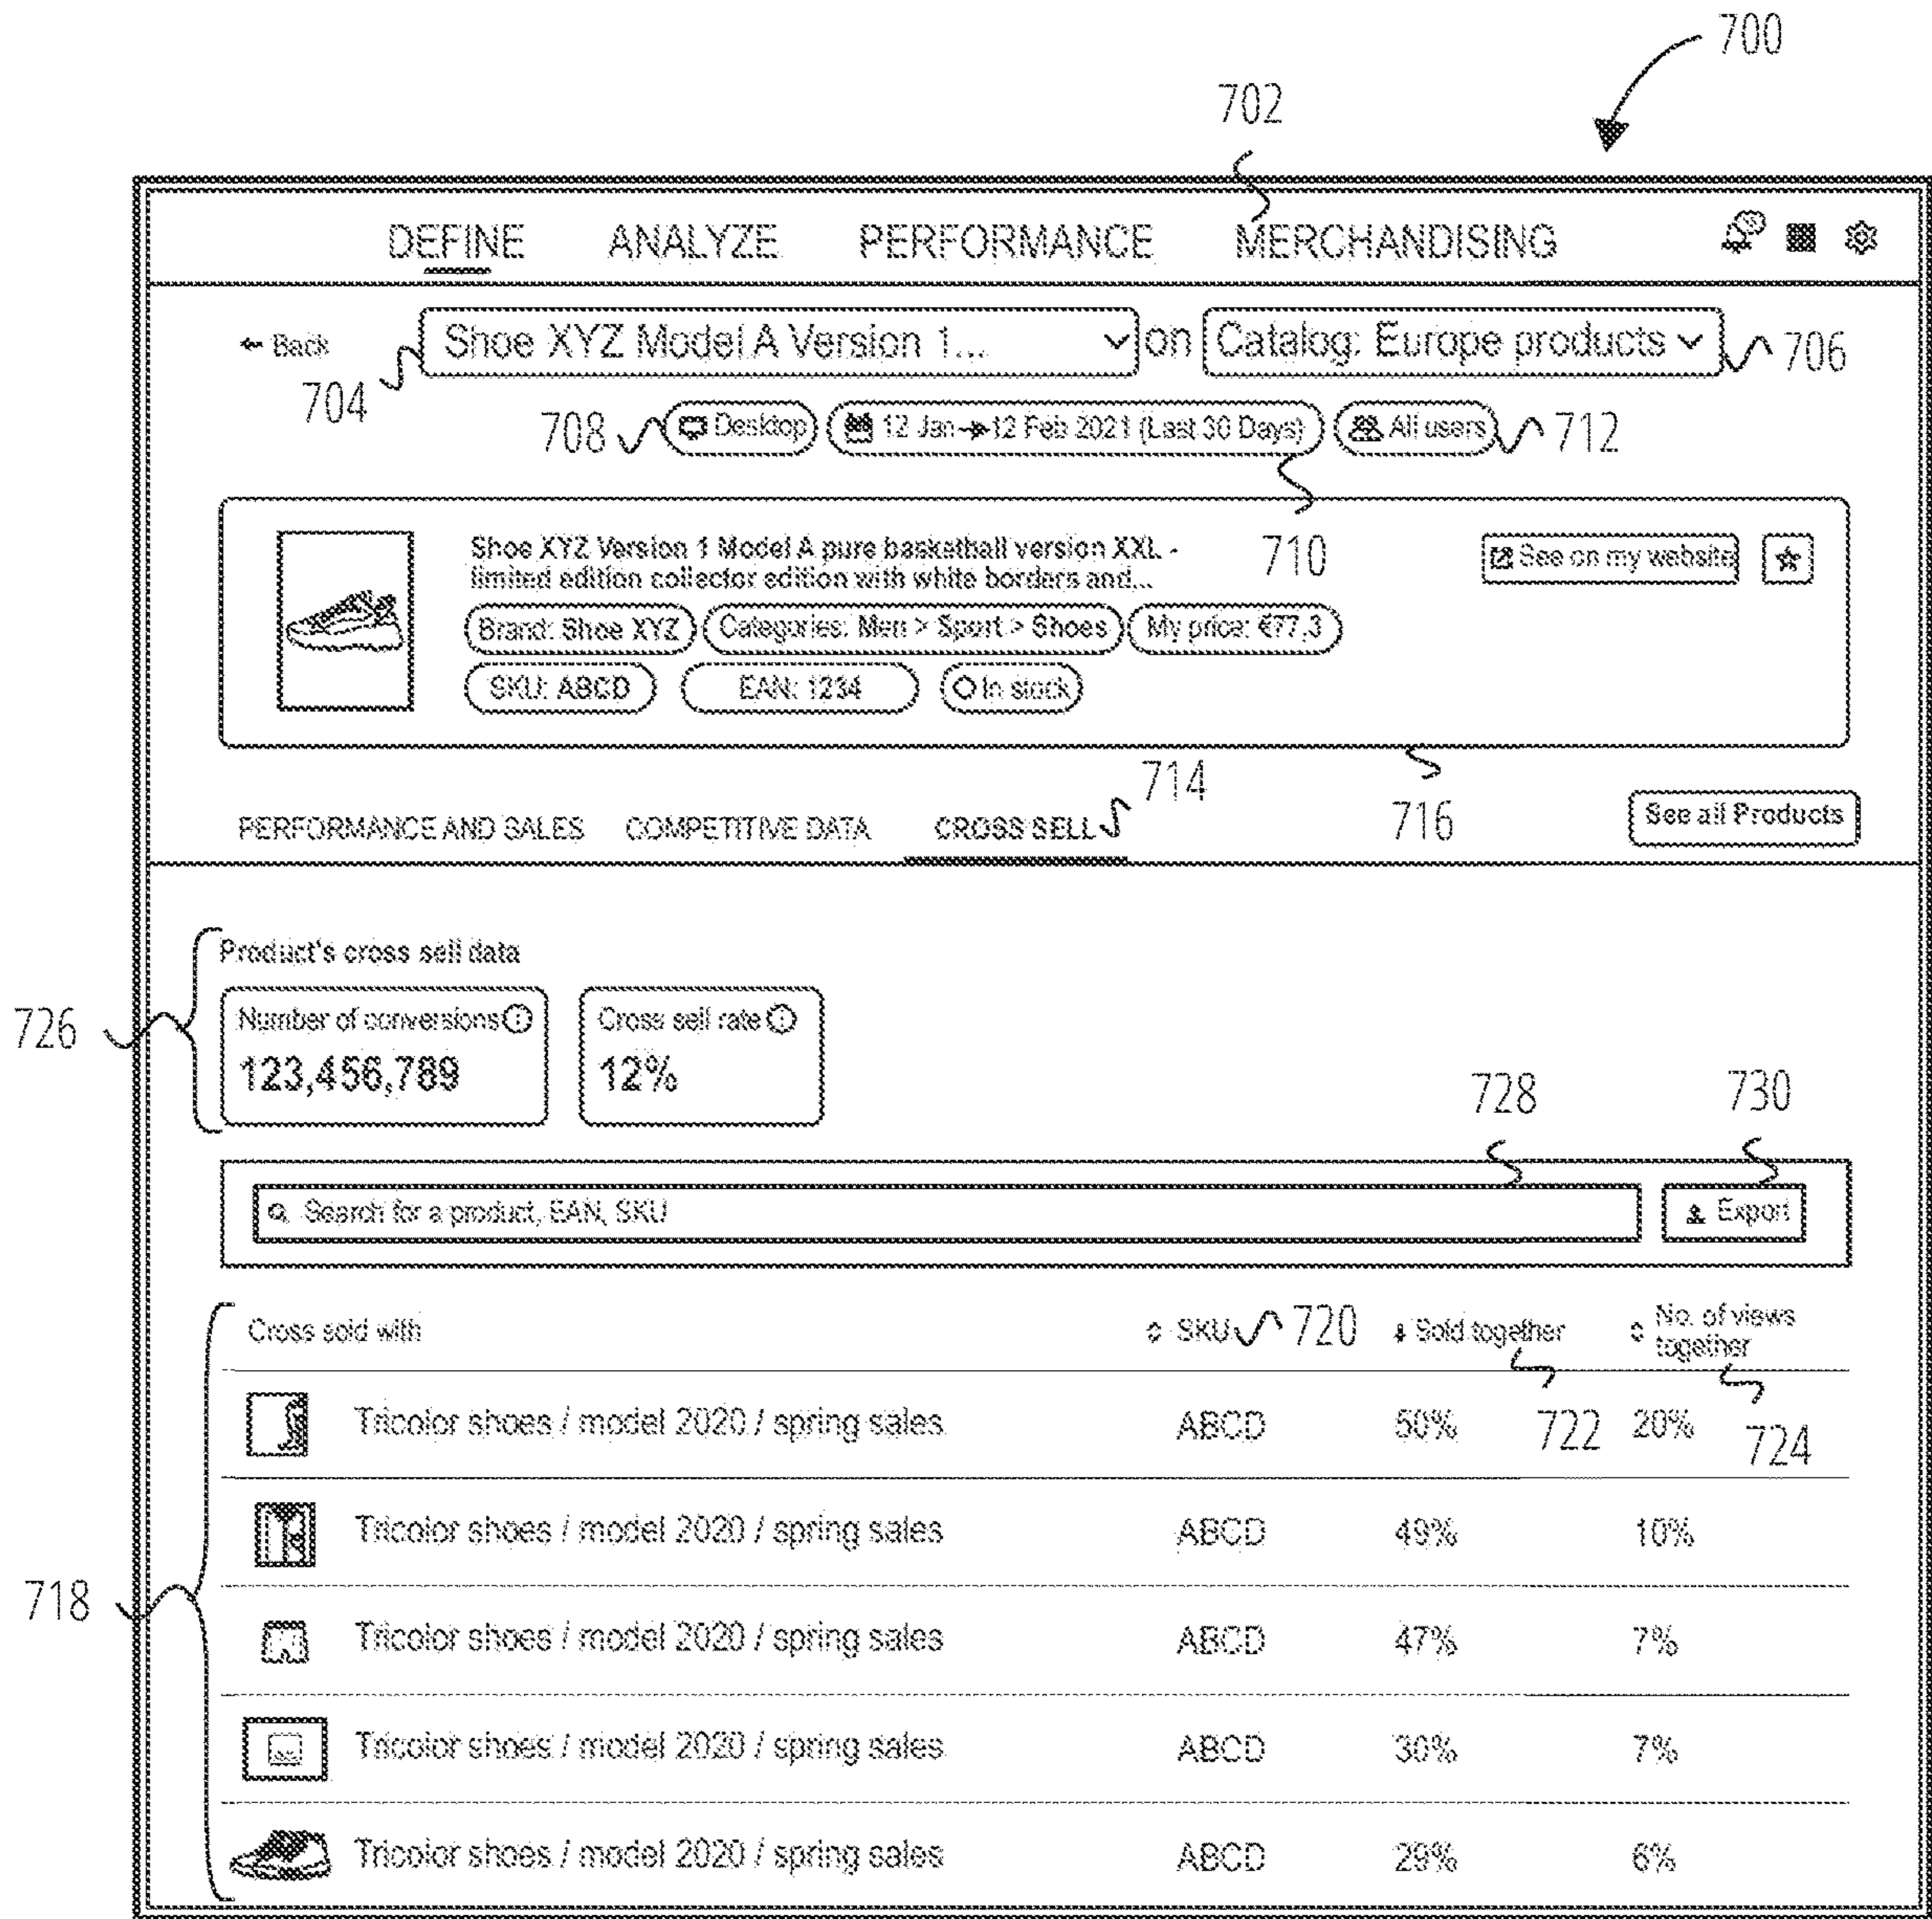 700
702
DEFINE ANALYZE PERFORMANCE MERCHANDISING
Back Shoe XYZ Model A Version 1... on Catalog: Europe products 706
704
708 Desktop 12 Jan 12 Feb 2021 (Last 30 Days) All users 712
Shoe XYZ Version 1 Model A pure basketball version XXL -
limited edition collector edition with white borders and...
710
See on my website
Brand: Shoe XYZ Categories: Men > Sport > Shoes My price: €77,3
SKU: ABCD EAN: 1234 In stock
714
716
PERFORMANCE AND SALES COMPETITIVE DATA CROSS SELL See all Products
726
Product's cross sell data
Number of conversions Cross sell rate
123,456,789 12%
728 730
Search for a product, EAN, SKU Export
718
Cross sold with SKU 720 Sold together No. of views
together
Tricolor shoes / model 2020 / spring sales ABCD 50% 722 20% 724
Tricolor shoes / model 2020 / spring sales ABCD 49% 10%
Tricolor shoes / model 2020 / spring sales ABCD 47% 7%
Tricolor shoes / model 2020 / spring sales ABCD 30% 7%
Tricolor shoes / model 2020 / spring sales ABCD 29% 6%